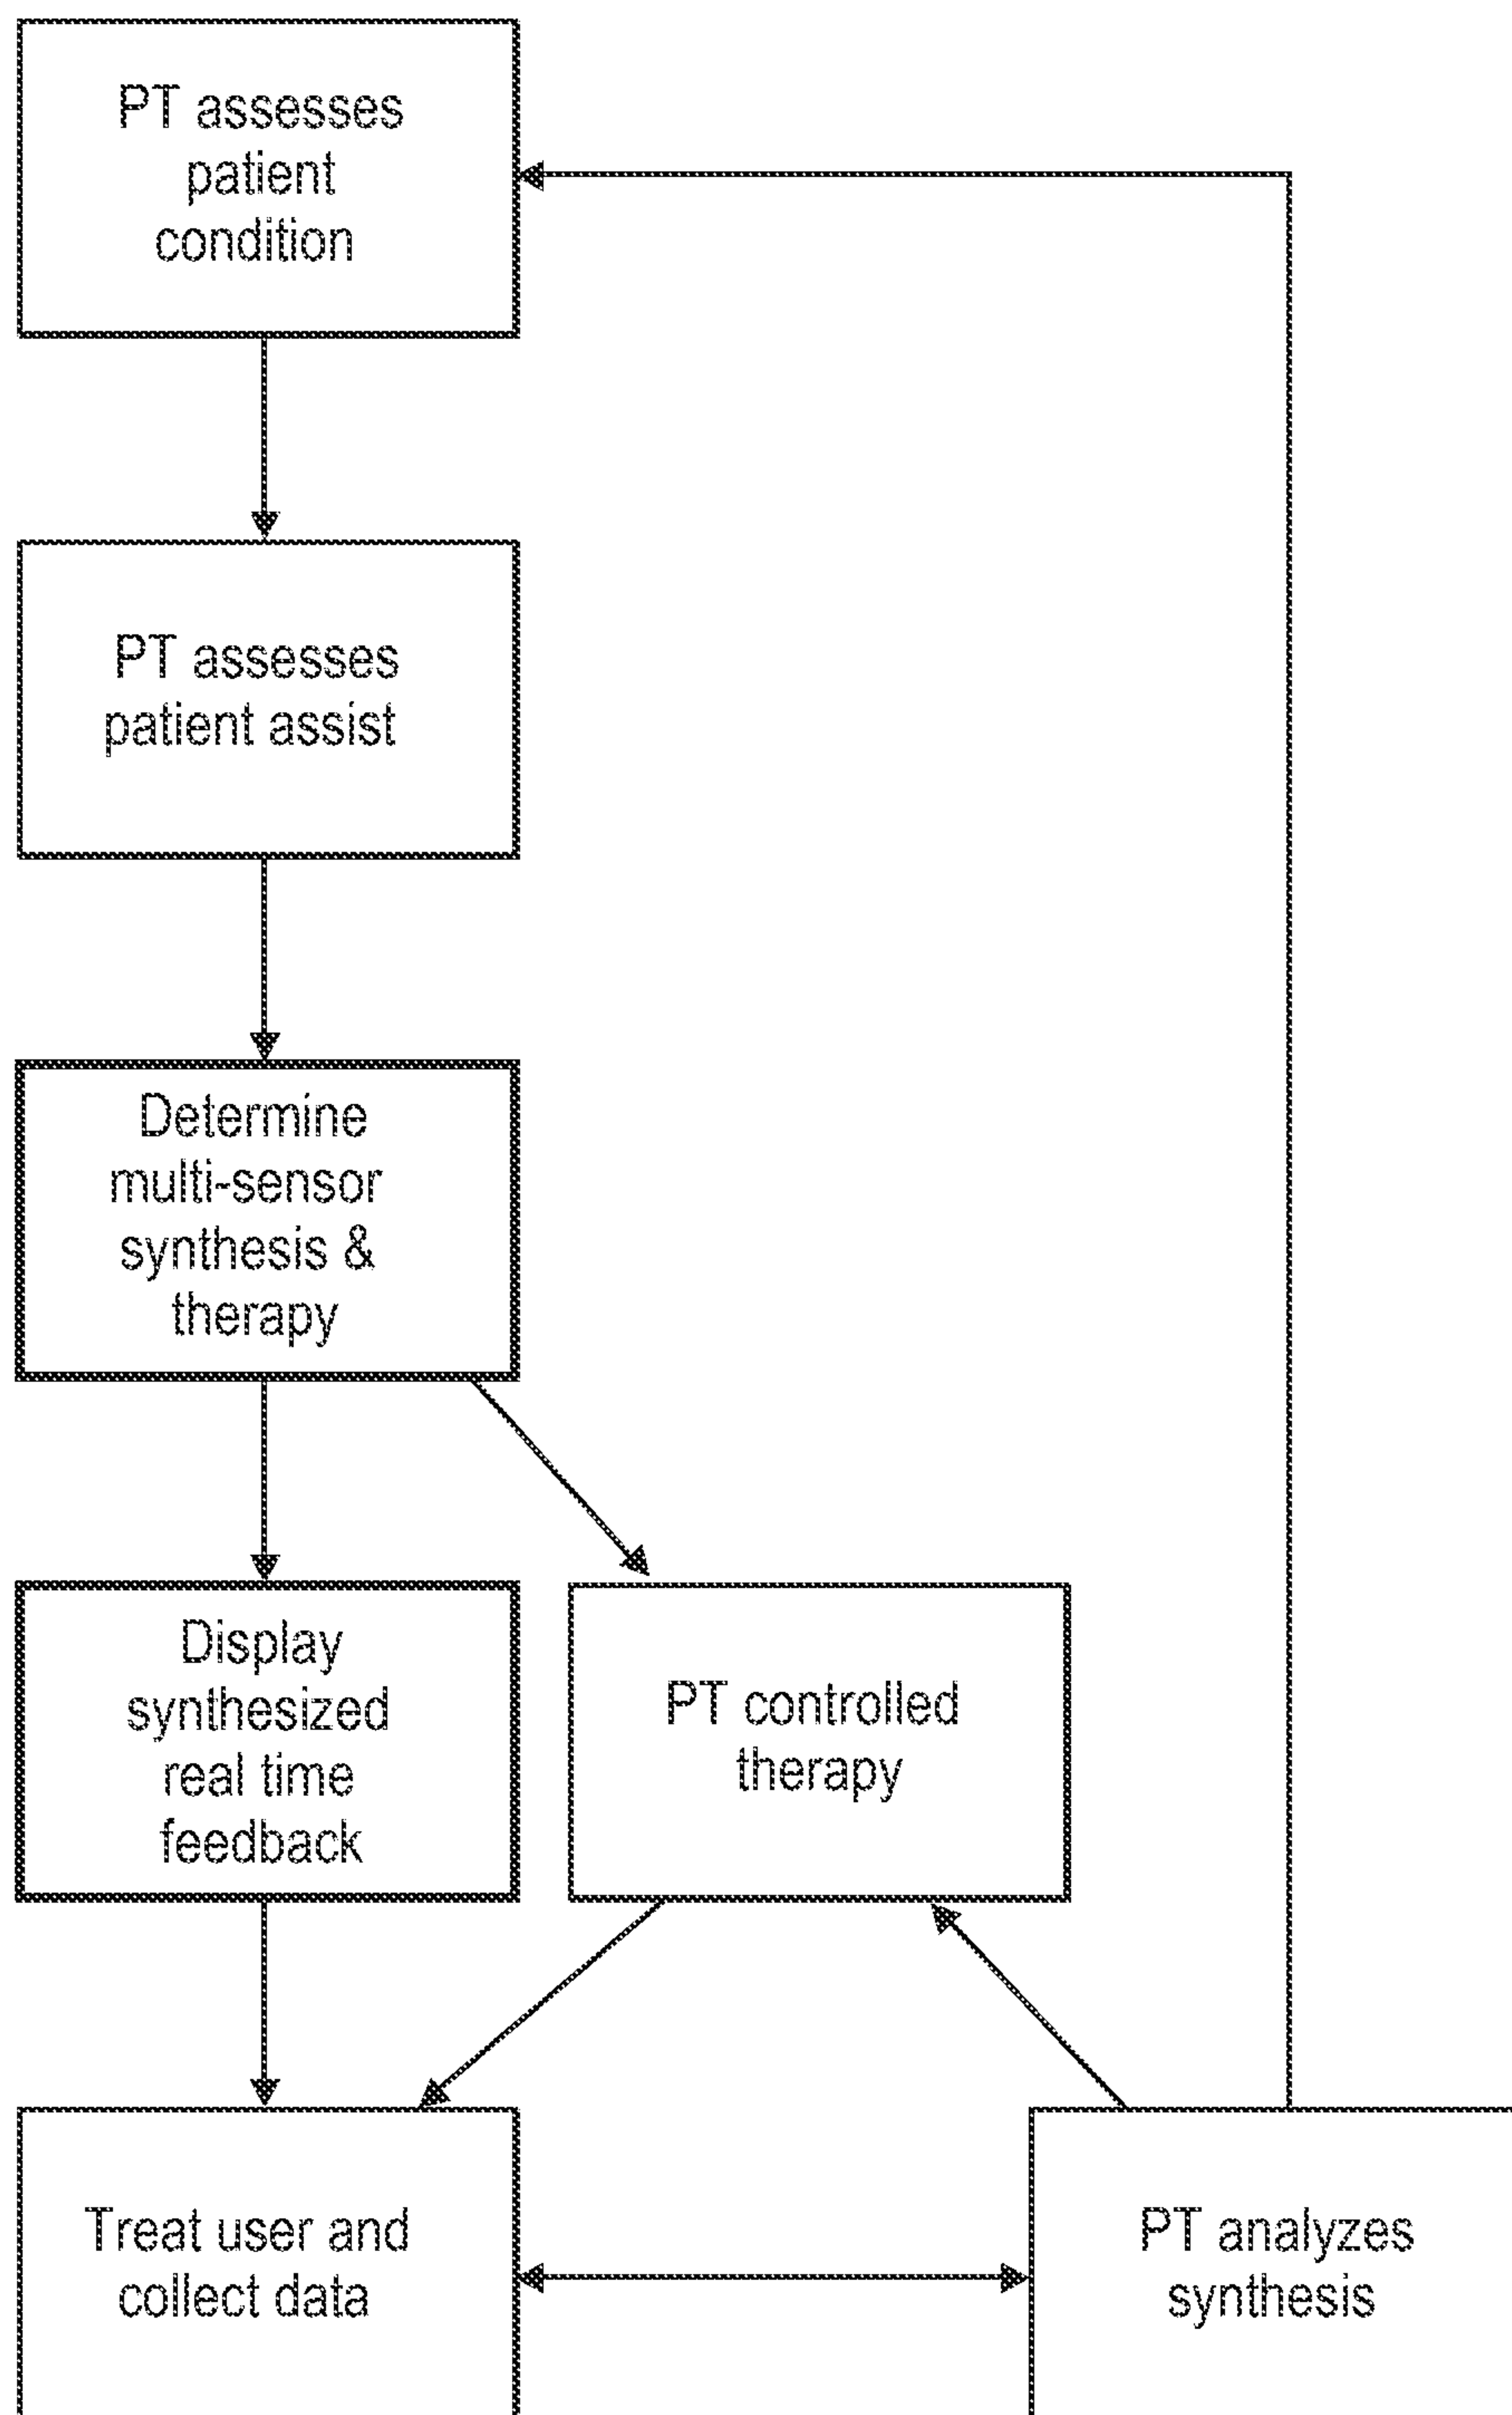 PT assesses
patient
condition
PT assesses
patient assist
Determine
multi-sensor
synthesis &
therapy
Display
synthesized
real time
feedback
PT controlled
therapy
Treat user and
collect data
PT analyzes
synthesis